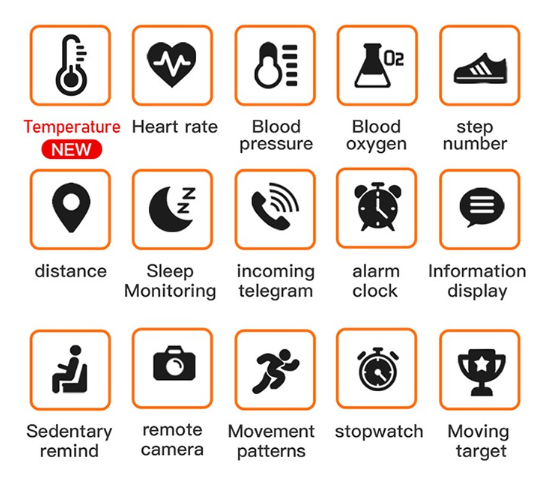 O2
Temperature
NEW
Heart rate
Blood
pressure
Blood
oxygen
step
number
z
z
distance
Sleep
Monitoring
incoming
telegram
alarm
clock
Information
display
Sedentary
remind
remote
camera
Movement
patterns
stopwatch
Moving
target